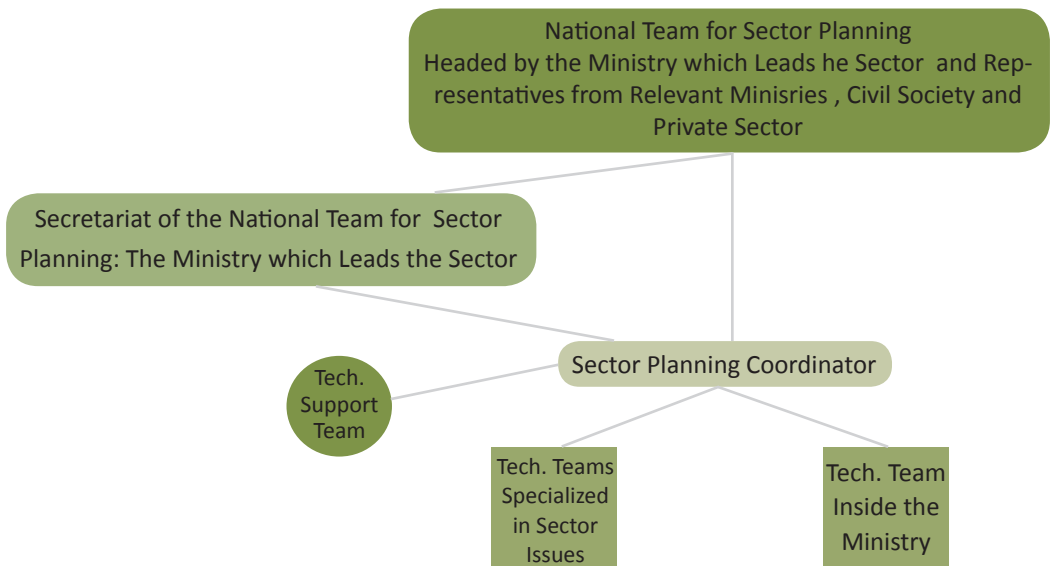 National Team for Sector Planning
Headed by the Ministry which Leads he Sector and Rep-
resentatives from Relevant Minisries , Civil Society and
Private Sector
Secretariat of the National Team for Sector
Planning: The Ministry which Leads the Sector
Sector Planning Coordinator
Tech.
Support
Team
Tech. Teams
Specialized
in Sector
Issues
Tech. Team
Inside the
Ministry